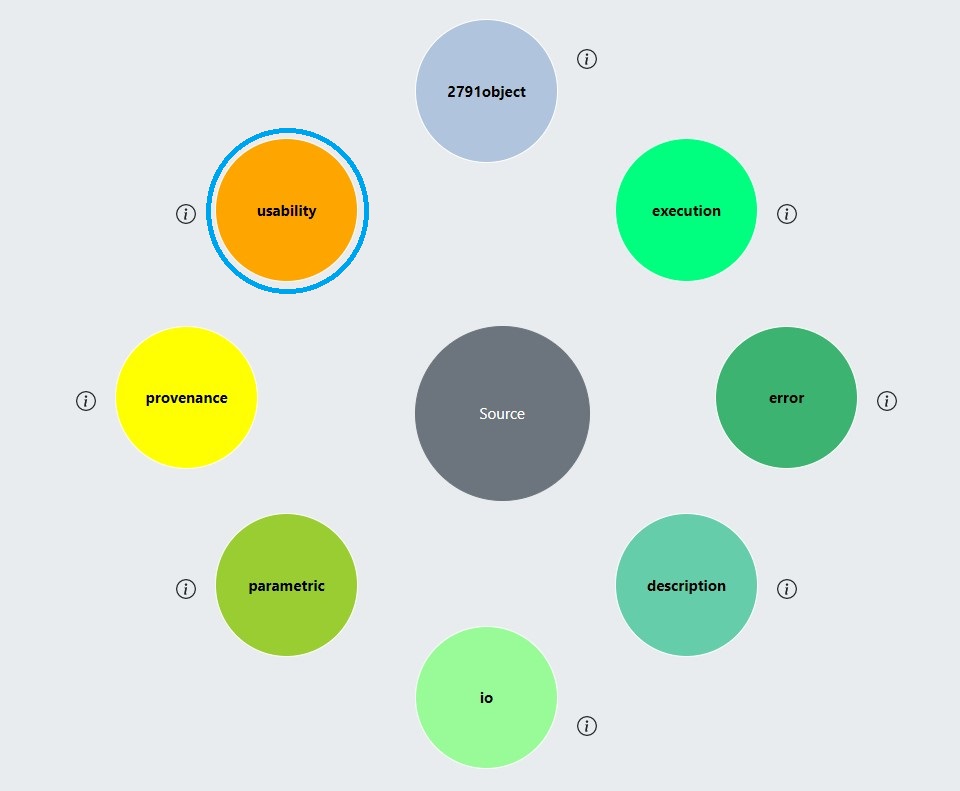 2791object
usability
execution
provenance
Source
error
parametric
description
io